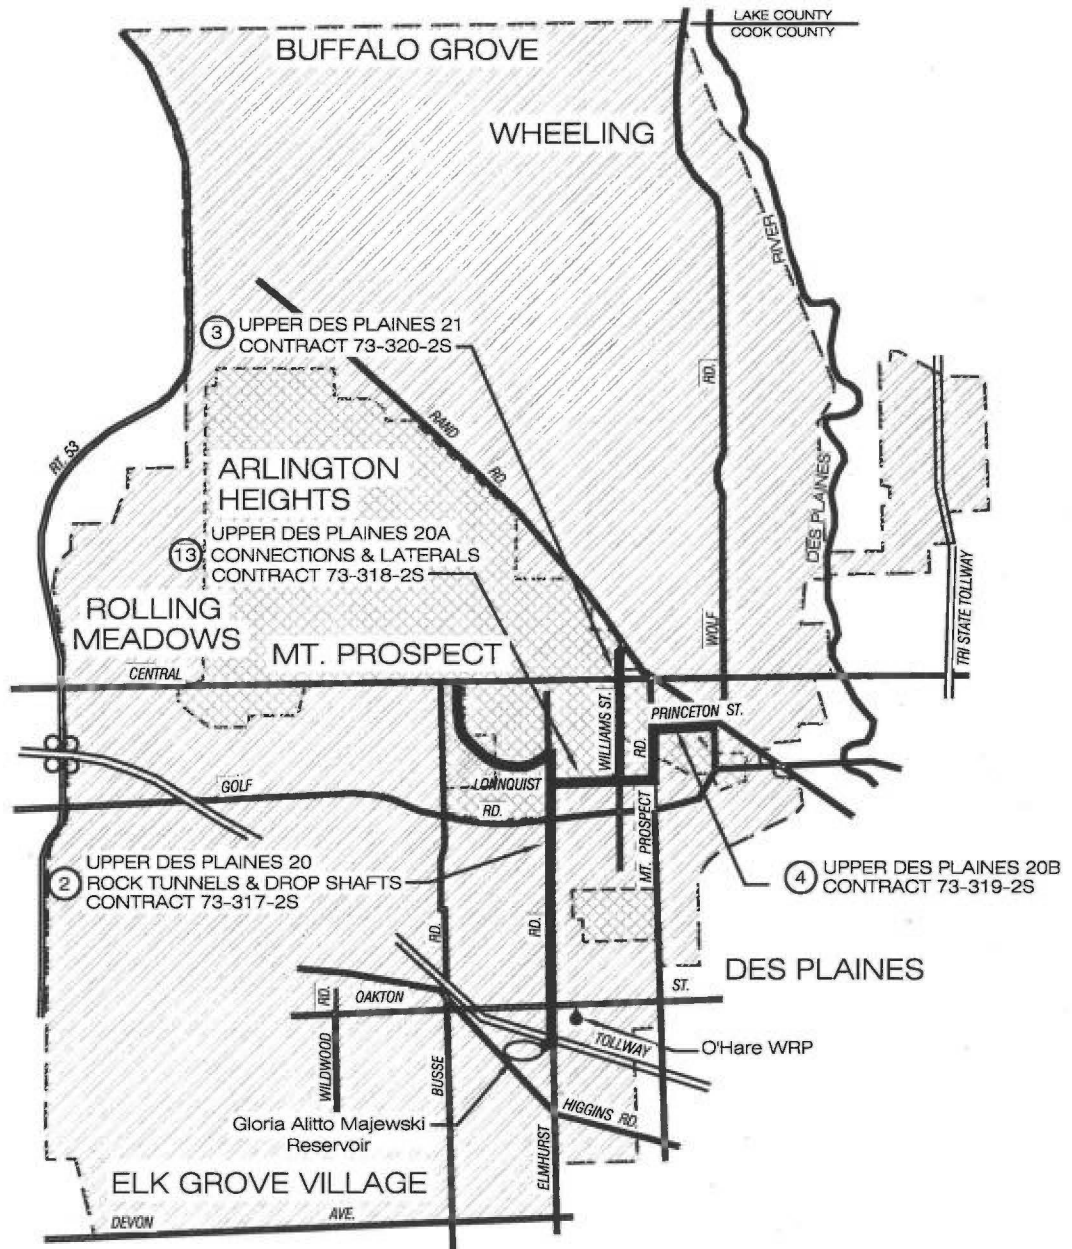 LAKE COUNTY
COOK COUNTY
BUFFALO GROVE
WHEELING
RIVER
3 UPPER DES PLAINES 21
CONTRACT 73-320-2S
RD.
RAND
RD.
RT. 53
ARLINGTON
HEIGHTS
DES PLAINES
13 UPPER DES PLAINES 20A
CONNECTIONS & LATERALS
CONTRACT 73-318-2S
ROLLING
MEADOWS
WOLF
TRI STATE TOLLWAY
MT. PROSPECT
CENTRAL
WILLIAMS ST.
PRINCETON ST.
RD.
LONNQUIST
GOLF
RD.
MT. PROSPECT
2 UPPER DES PLAINES 20
ROCK TUNNELS & DROP SHAFTS
CONTRACT 73-317-2S
4 UPPER DES PLAINES 20B
CONTRACT 73-319-2S
RD.
RD.
DES PLAINES
ST.
RD.
OAKTON
WILDWOOD
TOLLWAY
O'Hare WRP
BUSSE
Gloria Alitto Majewski
Reservoir
HIGGINS RD.
ELMHURST
ELK GROVE VILLAGE
DEVON
AVE.